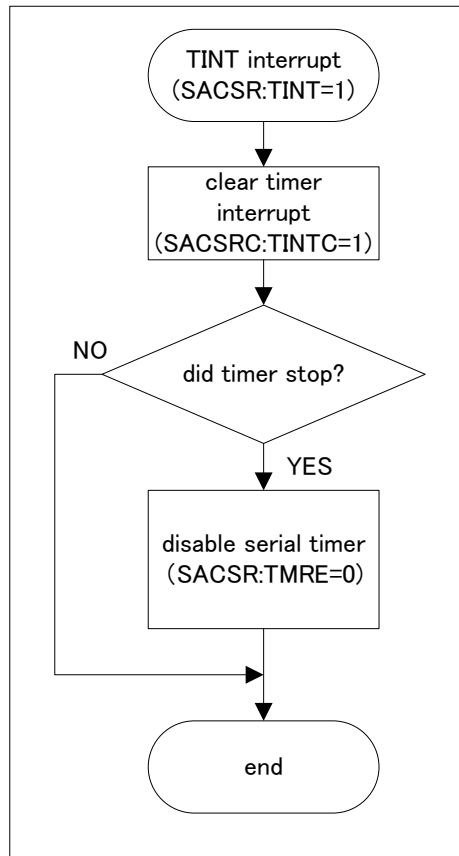 TINT interrupt
(SACSR:TINT=1)
clear timer
interrupt
(SACSRC:TINTC=1)
did timer stop?
NO
YES
disable serial timer
(SACSR:TMRE=0)
end